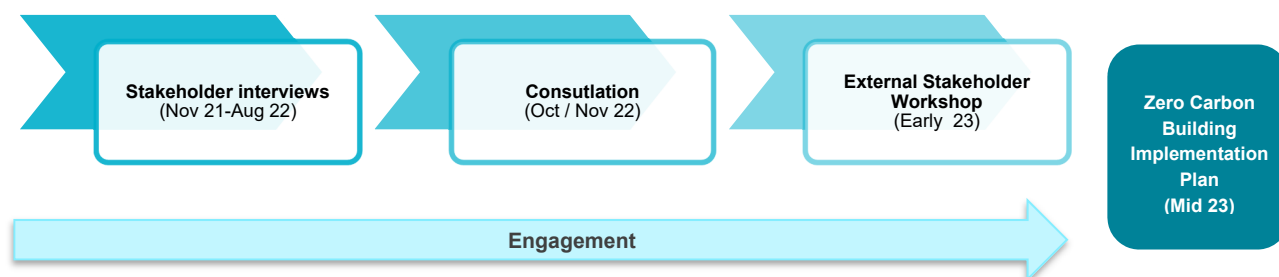 Stakeholder interviews
(Nov 21-Aug 22)
Consutlation
(Oct / Nov 22)
External Stakeholder
Workshop
(Early 23)
Zero Carbon
Building
Implementation
Plan
(Mid 23)
Engagement